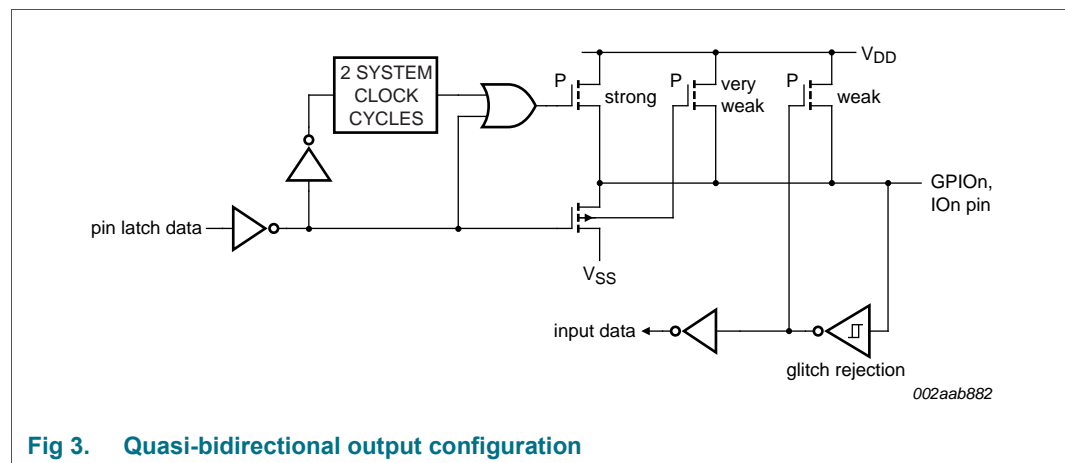 2 SYSTEM
CLOCK
CYCLES
P
strong
P
very
weak
P
weak
VDD
pin latch data
VSS
GPIOn,
IOn pin
input data
glitch rejection
002aab882
Fig 3. Quasi-bidirectional output configuration